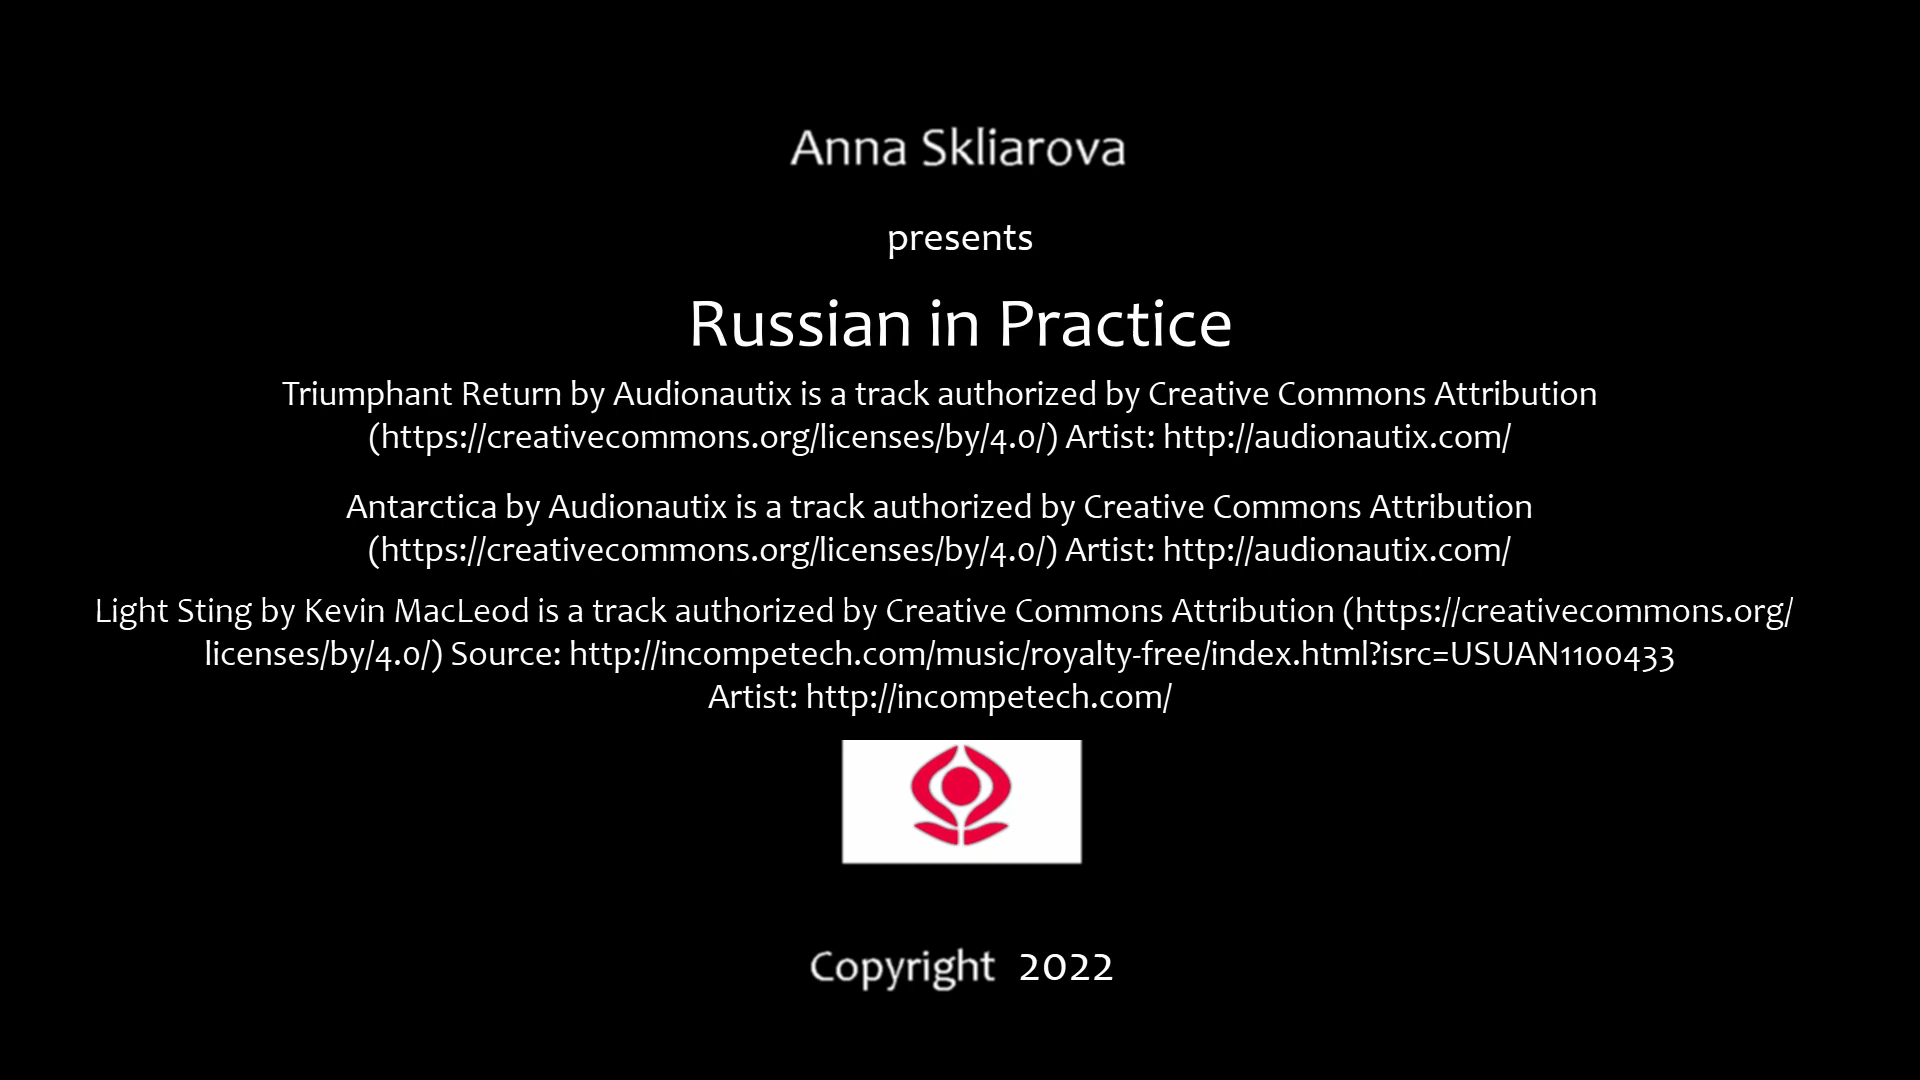 Anna Skliarova
presents
Russian in Practice
Triumphant Return by Audionautix is a track authorized by Creative Commons Attribution
(https://creativecommons.org/licenses/by/4.0/) Artist: http://audionautix.com/
Antarctica by Audionautix is a track authorized by Creative Commons Attribution
(https://creativecommons.org/licenses/by/4.0/) Artist: http://audionautix.com/
Light Sting by Kevin MacLeod is a track authorized by Creative Commons Attribution (https://creativecommons.org/
licenses/by/4.0/) Source: http://incompetech.com/music/royalty-free/index.html?isrc=USUAN1100433
Artist: http://incompetech.com/
Copyright 2022